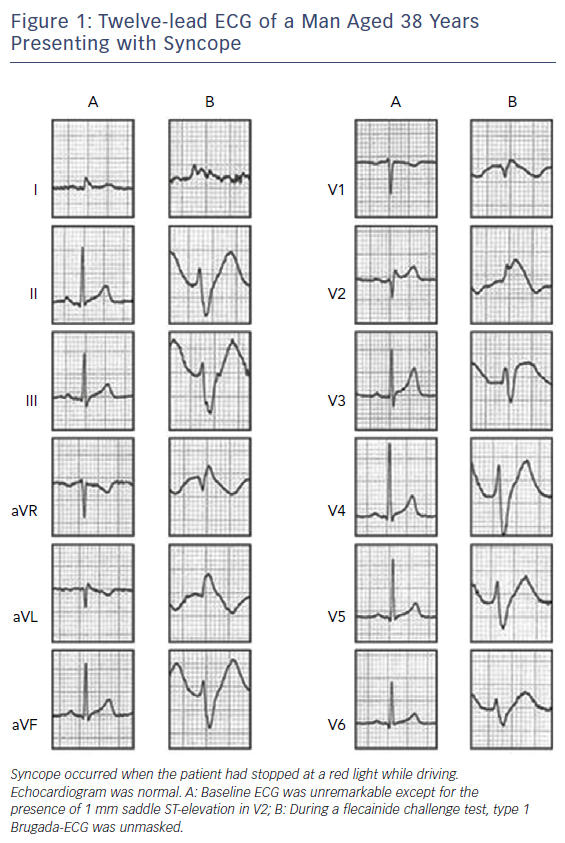 Figure 1: Twelve-lead ECG of a Man Aged 38 Years
Presenting with Syncope
A B A B
I V1
II V2
III V3
aVR V4
aVL V5
aVF V6
Syncope occurred when the patient had stopped at a red light while driving.
Echocardiogram was normal. A: Baseline ECG was unremarkable except for the
presence of 1 mm saddle ST-elevation in V2; B: During a flecainide challenge test, type 1
Brugada-ECG was unmasked.